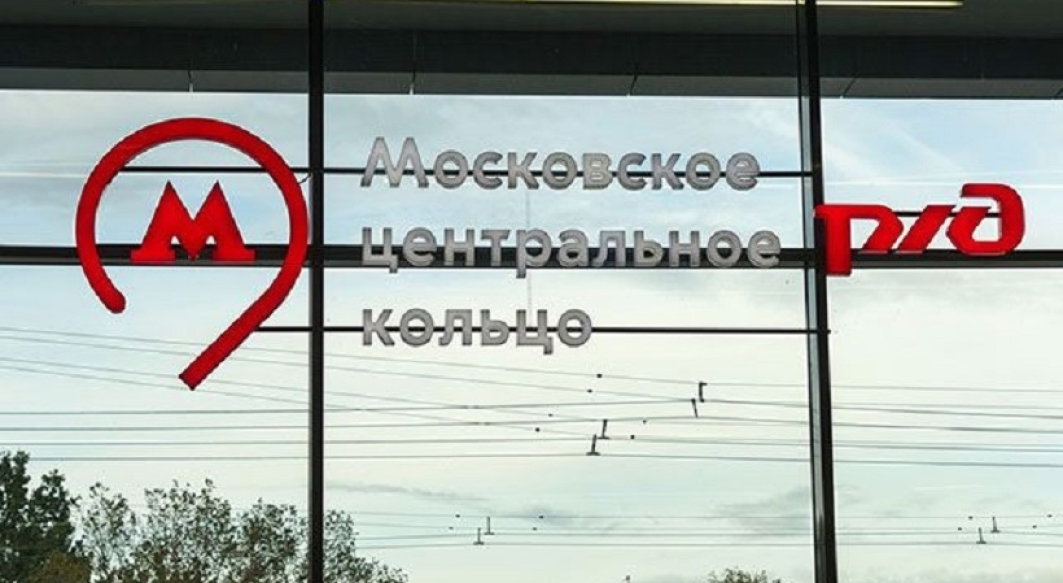 М
Московское
центральное
кольцо
ржд